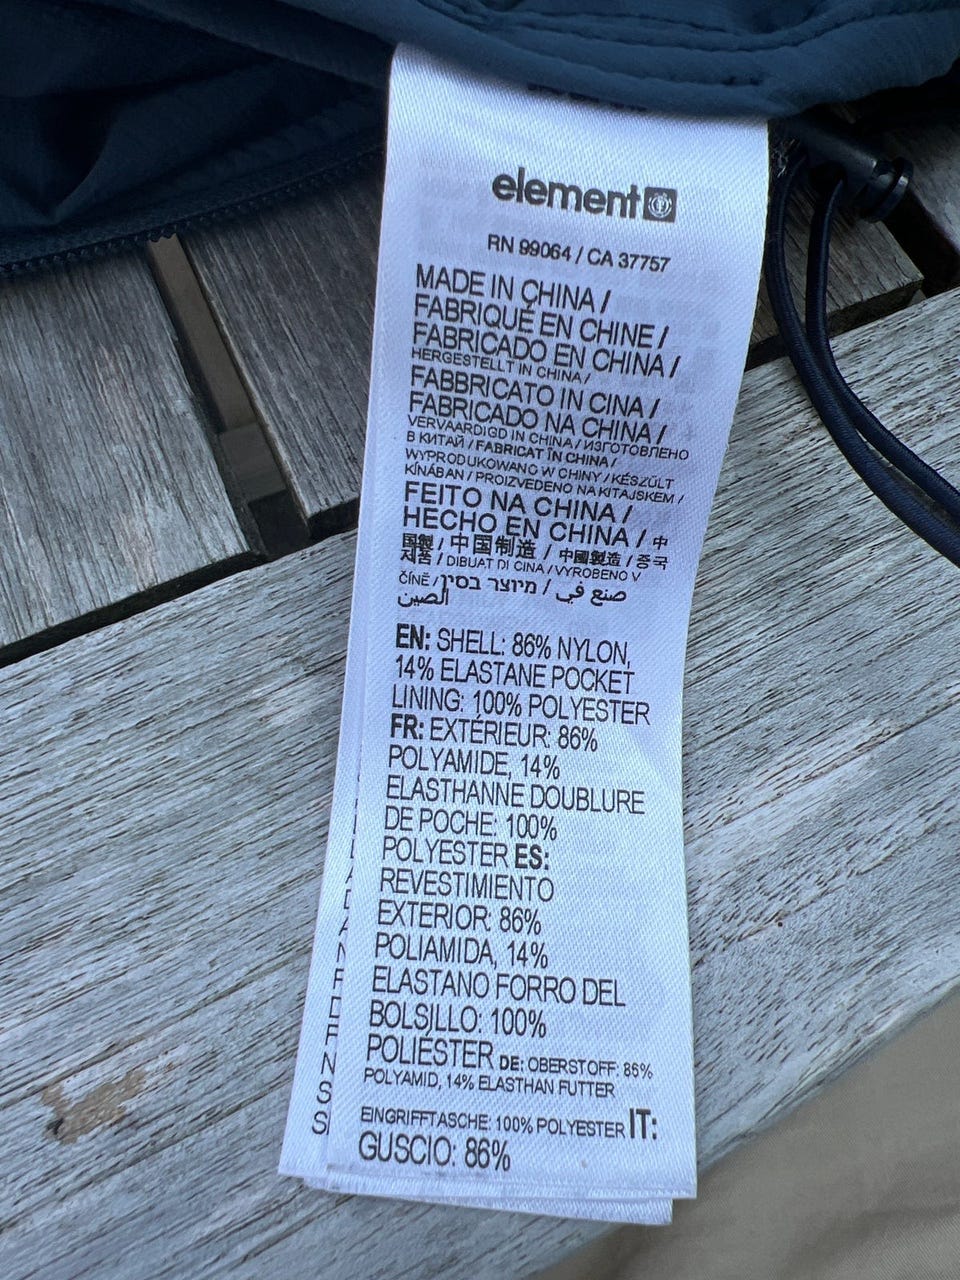 element
RN 99064 / CA 37757
MADE IN CHINA /
FABRIQUÉ EN CHINE /
FABRICADO EN CHINA /
HERGESTELLT IN CHINA /
FABBRICATO IN CINA /
FABRICADO NA CHINA /
VERVAARDIGD IN CHINA / ИЗГОТОВЛЕНО
В КИТАЙ / FABRICAT ÎN CHINA /
WYPRODUKOWANO W CHINY / KÉSZÜLT
KÍNÁBAN / PROIZVEDENO NA KITAJSKEM /
FEITO NA CHINA /
HECHO EN CHINA / 中
国製 / 中国制造 / 中國製造 / 중국
제품 / DIBUAT DI CINA / VYROBENO V
ČÍNĚ / מיוצר בסין / صنع في
الصين
EN: SHELL: 86% NYLON,
14% ELASTANE POCKET
LINING: 100% POLYESTER
FR: EXTÉRIEUR: 86%
POLYAMIDE, 14%
ELASTHANNE DOUBLURE
DE POCHE: 100%
POLYESTER ES:
REVESTIMIENTO
EXTERIOR: 86%
POLIAMIDA, 14%
ELASTANO FORRO DEL
BOLSILLO: 100%
POLIÉSTER DE: OBERSTOFF: 86%
POLYAMID, 14% ELASTHAN FUTTER
EINGRIFFTASCHE: 100% POLYESTER IT:
GUSCIO: 86%